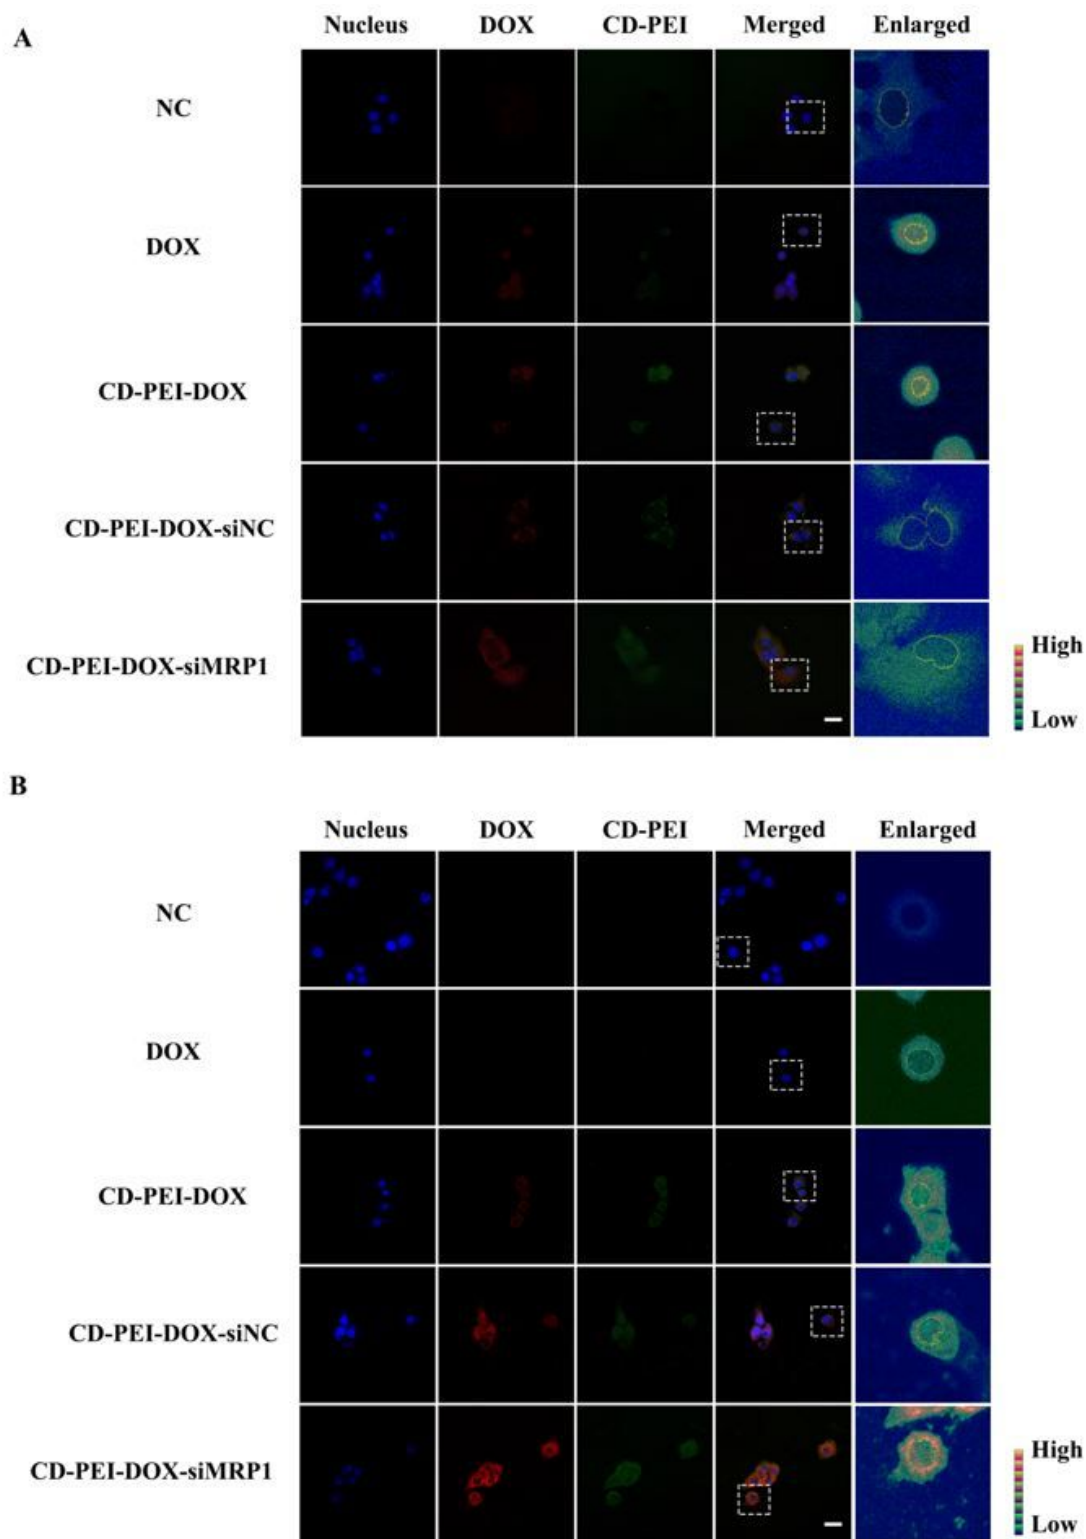 A
Nucleus DOX CD-PEI Merged Enlarged
NC
DOX
CD-PEI-DOX
CD-PEI-DOX-siNC
CD-PEI-DOX-siMRP1
High
Low
B
Nucleus DOX CD-PEI Merged Enlarged
NC
DOX
CD-PEI-DOX
CD-PEI-DOX-siNC
CD-PEI-DOX-siMRP1
High
Low